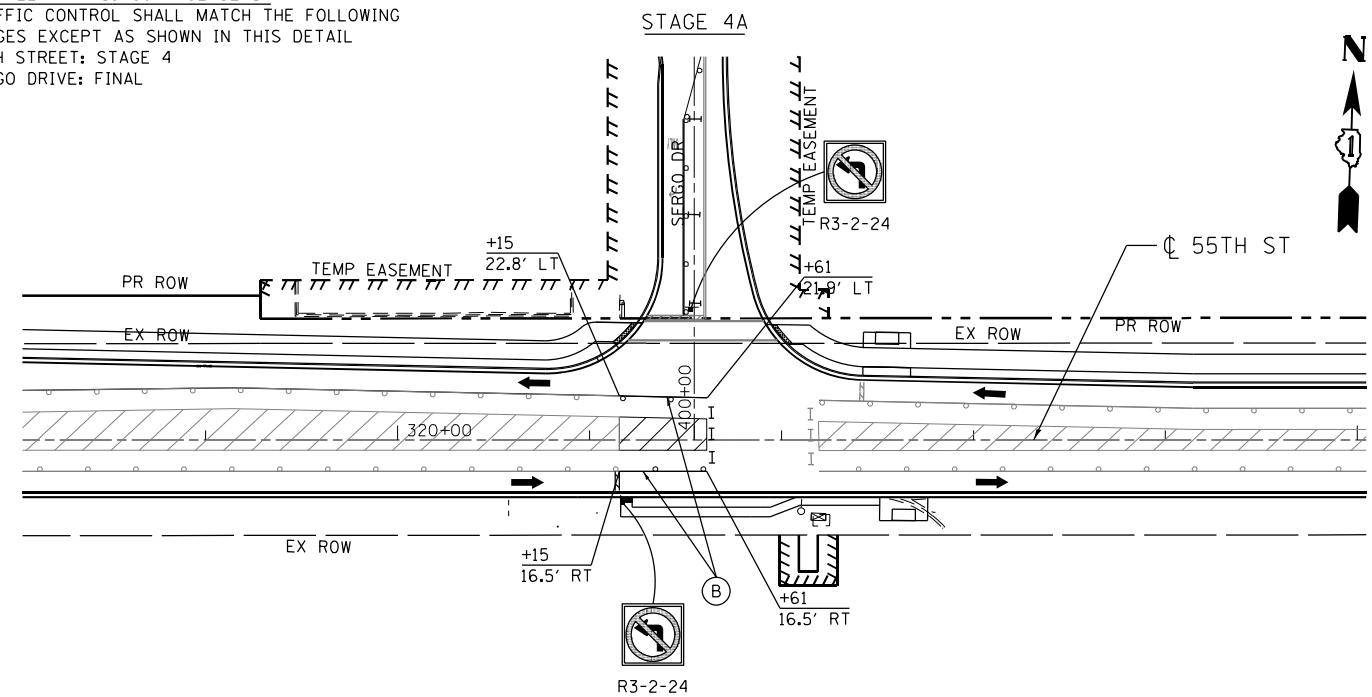 FFIC CONTROL SHALL MATCH THE FOLLOWING
GES EXCEPT AS SHOWN IN THIS DETAIL
H STREET: STAGE 4
GO DRIVE: FINAL
STAGE 4A
N
1
TEMP EASEMENT
SERGO DR
R3-2-24
+15
22.8' LT
+61
21.9' LT
℄ 55TH ST
PR ROW
TEMP EASEMENT
EX ROW
EX ROW
PR ROW
400+00
320+00
EX ROW
+15
16.5' RT
B
+61
16.5' RT
R3-2-24